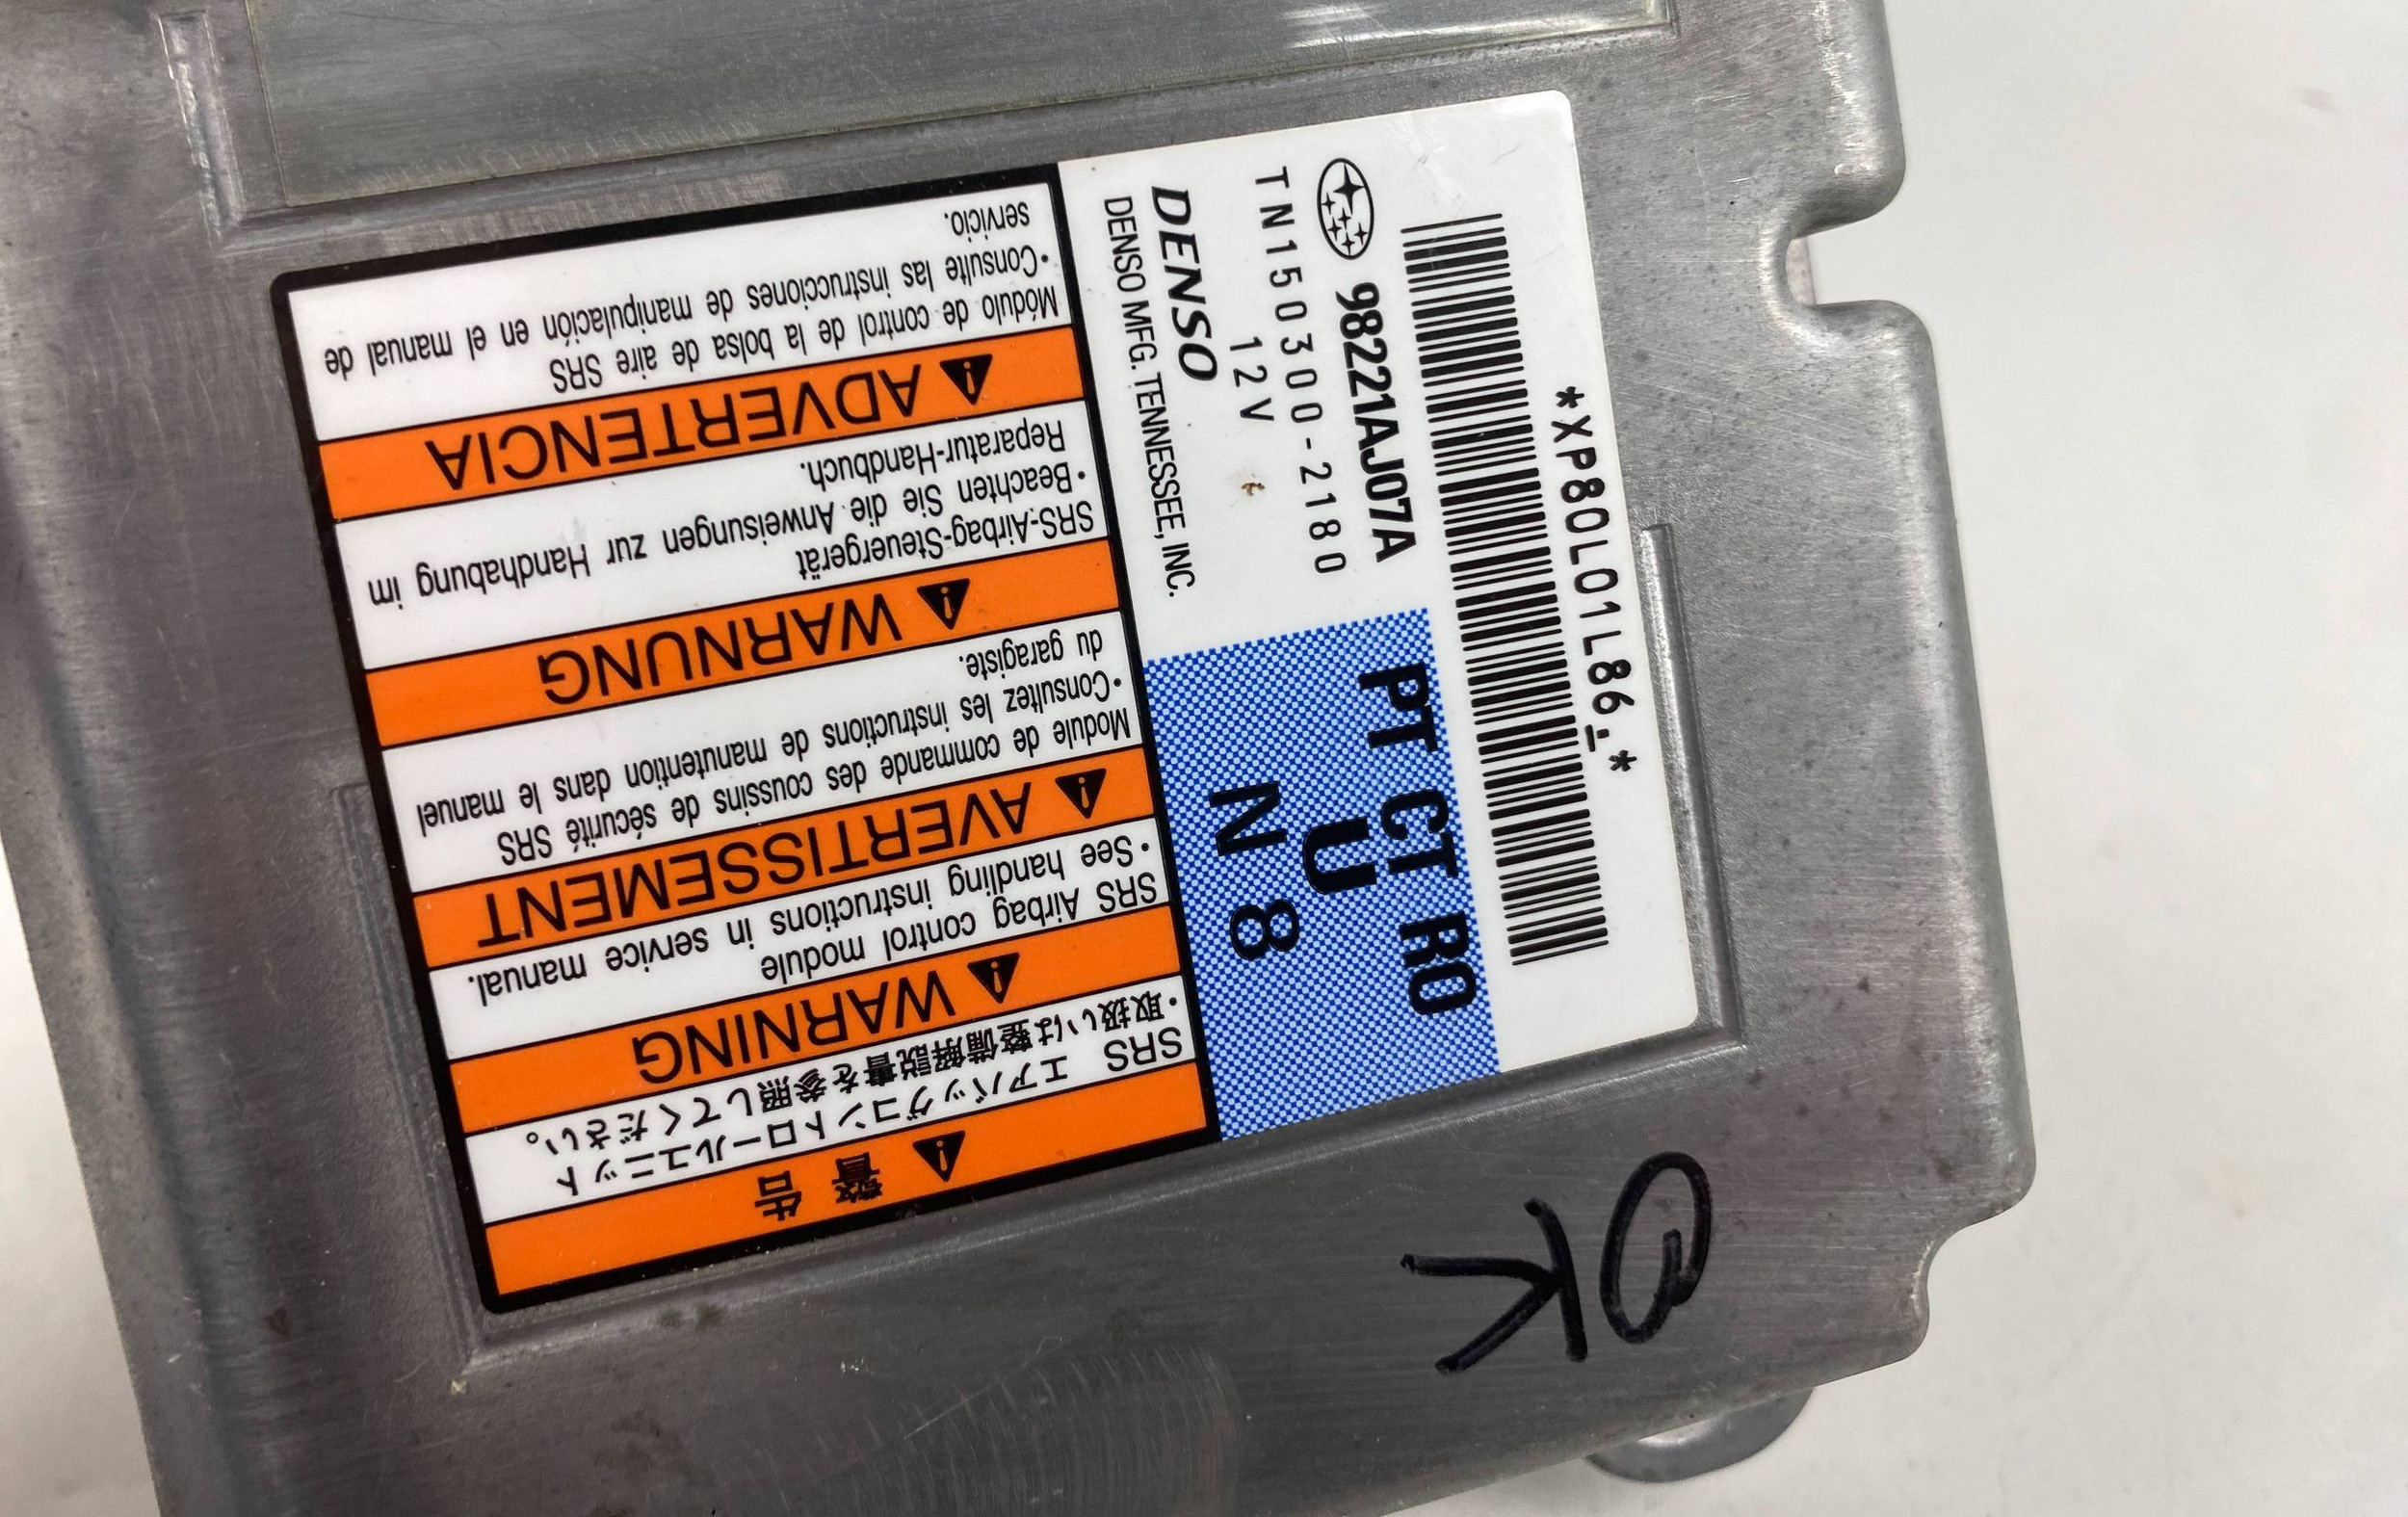 *XP80L01L86-*
98221AJ07A
TN150300-2180
12V
DENSO
DENSO MFG. TENNESSEE, INC.
PT CT RO
U
N 8
警 告
SRS エアバッグコントロールユニット
・取扱いは整備解説書を参照してください。
WARNING
SRS Airbag control module
・See handling instructions in service manual.
AVERTISSEMENT
Module de commande des coussins de sécurité SRS
・Consultez les instructions de manutention dans le manuel
du garagiste.
WARNUNG
SRS-Airbag-Steuergerät
・Beachten Sie die Anweisungen zur Handhabung im
Reparatur-Handbuch.
ADVERTENCIA
Módulo de control de la bolsa de aire SRS
・Consulte las instrucciones de manipulación en el manual de
servicio.
OK